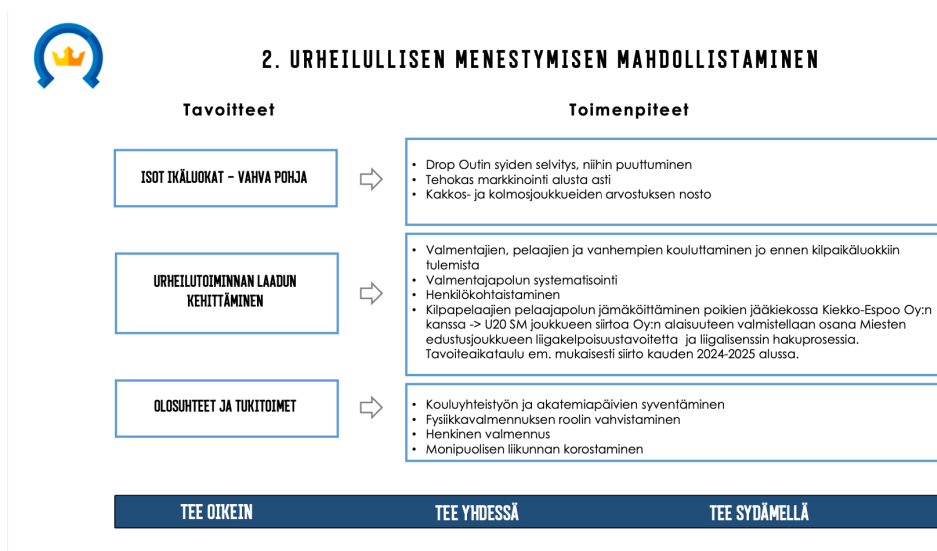 2. URHEILULLISEN MENESTYMISEN MAHDOLLISTAMINEN
Tavoitteet
Toimenpiteet
ISOT IKÄLUOKAT – VAHVA POHJA
• Drop Outin syiden selvitys, niihin puuttuminen
• Tehokas markkinointi alusta asti
• Kakkos- ja kolmosjoukkueiden arvostuksen nosto
URHEILUTOIMINNAN LAADUN
KEHITTÄMINEN
• Valmentajien, pelaajien ja vanhempien kouluttaminen jo ennen kilpaikäluokkiin
tulemista
• Valmentajapolun systematisointi
• Henkilökohtaistaminen
• Kilpapelaajien pelaajapolun jämäköittäminen poikien jääkiekossa Kiekko-Espoo Oy:n
kanssa -> U20 SM joukkueen siirtoa Oy:n alaisuuteen valmistellaan osana Miesten
edustusjoukkueen liigakelpoisuustavoitetta ja liigalisenssin hakuprosessia.
Tavoiteaikataulu em. mukaisesti siirto kauden 2024-2025 alussa.
OLOSUHTEET JA TUKITOIMET
• Kouluyhteistyön ja akatemiapäivien syventäminen
• Fysiikkavalmennuksen roolin vahvistaminen
• Henkinen valmennus
• Monipuolisen liikunnan korostaminen
TEE OIKEIN
TEE YHDESSÄ
TEE SYDÄMELLÄ